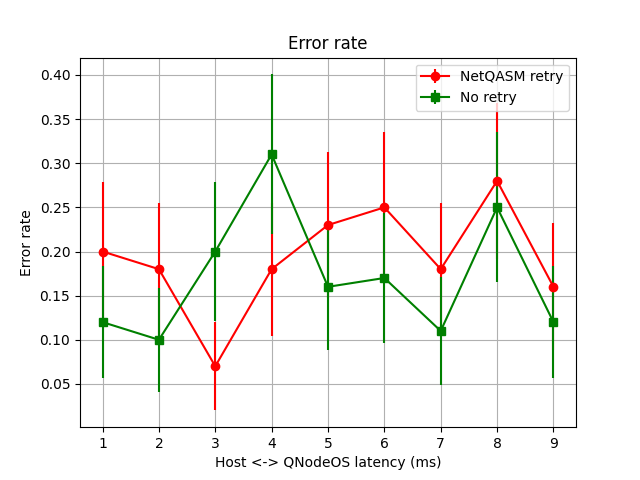 Error rate
NetQASM retry
No retry
0.40
0.35
0.30
0.25
0.20
0.15
0.10
0.05
Error rate
1 2 3 4 5 6 7 8 9
Host <-> QNodeOS latency (ms)